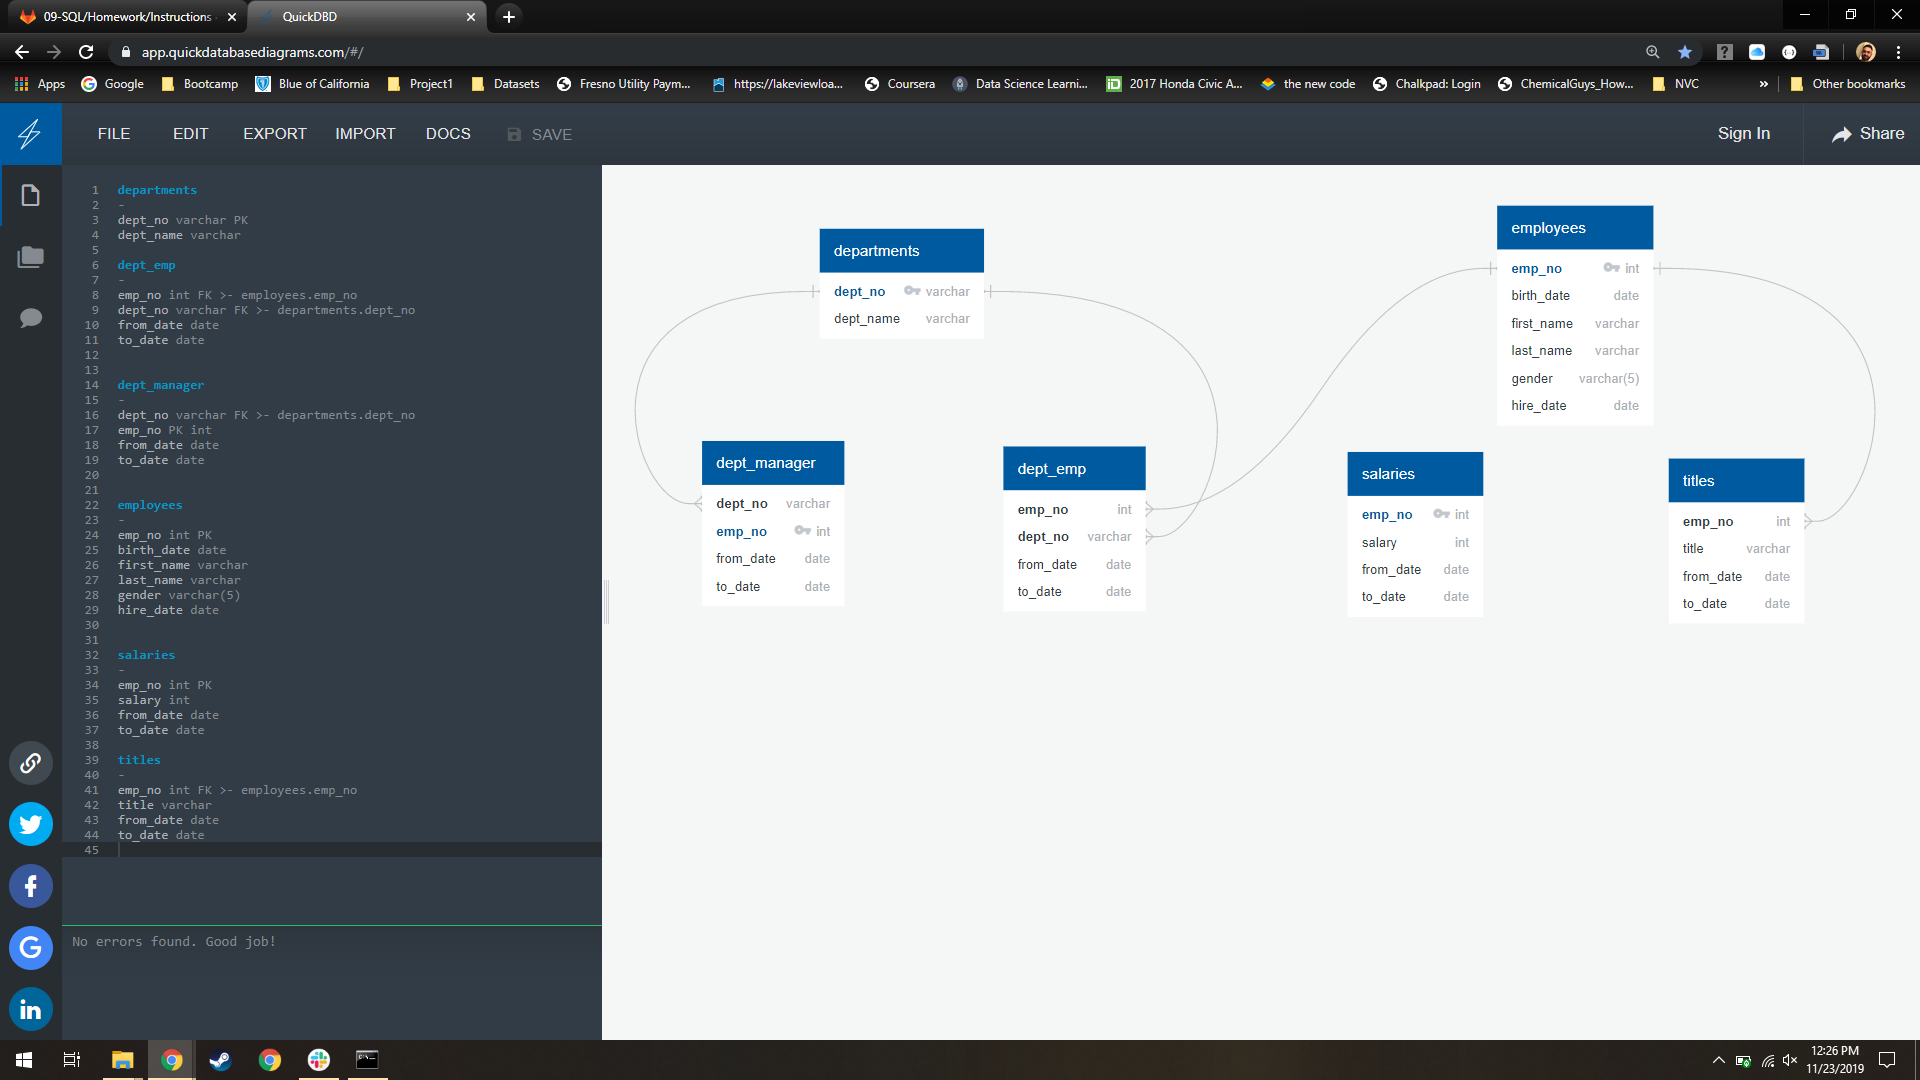 09-SQL/Homework/Instructions
QuickDBD
app.quickdatabasediagrams.com/#/
Apps
Google
Bootcamp
Blue of California
Project1
Datasets
Fresno Utility Paym...
https://lakeviewloa...
Coursera
Data Science Learni...
2017 Honda Civic A...
the new code
Chalkpad: Login
ChemicalGuys_How...
NVC
»
Other bookmarks
FILE
EDIT
EXPORT
IMPORT
DOCS
SAVE
Sign In
Share
1 departments
2 -
3 dept_no varchar PK
4 dept_name varchar
5
6 dept_emp
7 -
8 emp_no int FK >- employees.emp_no
9 dept_no varchar FK >- departments.dept_no
10 from_date date
11 to_date date
12
13
14 dept_manager
15 -
16 dept_no varchar FK >- departments.dept_no
17 emp_no PK int
18 from_date date
19 to_date date
20
21
22 employees
23 -
24 emp_no int PK
25 birth_date date
26 first_name varchar
27 last_name varchar
28 gender varchar(5)
29 hire_date date
30
31
32 salaries
33 -
34 emp_no int PK
35 salary int
36 from_date date
37 to_date date
38
39 titles
40 -
41 emp_no int FK >- employees.emp_no
42 title varchar
43 from_date date
44 to_date date
45
No errors found. Good job!
departments
dept_no varchar
dept_name varchar
employees
emp_no int
birth_date date
first_name varchar
last_name varchar
gender varchar(5)
hire_date date
dept_manager
dept_no varchar
emp_no int
from_date date
to_date date
dept_emp
emp_no int
dept_no varchar
from_date date
to_date date
salaries
emp_no int
salary int
from_date date
to_date date
titles
emp_no int
title varchar
from_date date
to_date date
12:26 PM
11/23/2019